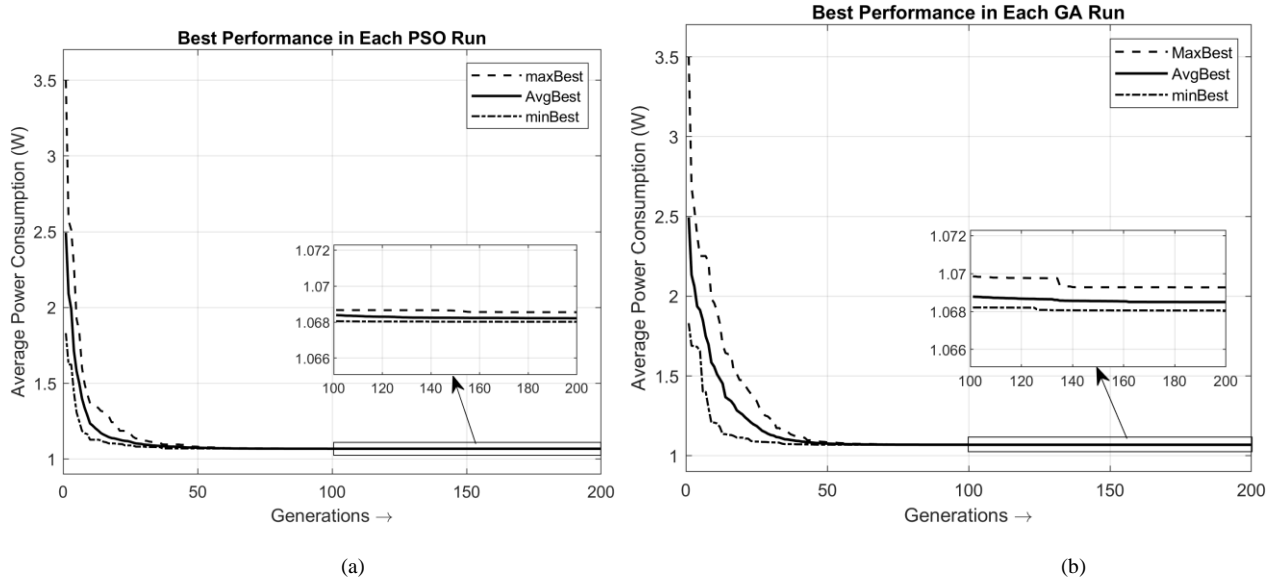 Best Performance in Each PSO Run
maxBest
AvgBest
minBest
Average Power Consumption (W)
3.5
3
2.5
2
1.5
1
1.072
1.07
1.068
1.066
100 120 140 160 180 200
0 50 100 150 200
Generations →
(a)
Best Performance in Each GA Run
MaxBest
AvgBest
minBest
Average Power Consumption (W)
3.5
3
2.5
2
1.5
1
1.072
1.07
1.068
1.066
100 120 140 160 180 200
0 50 100 150 200
Generations →
(b)